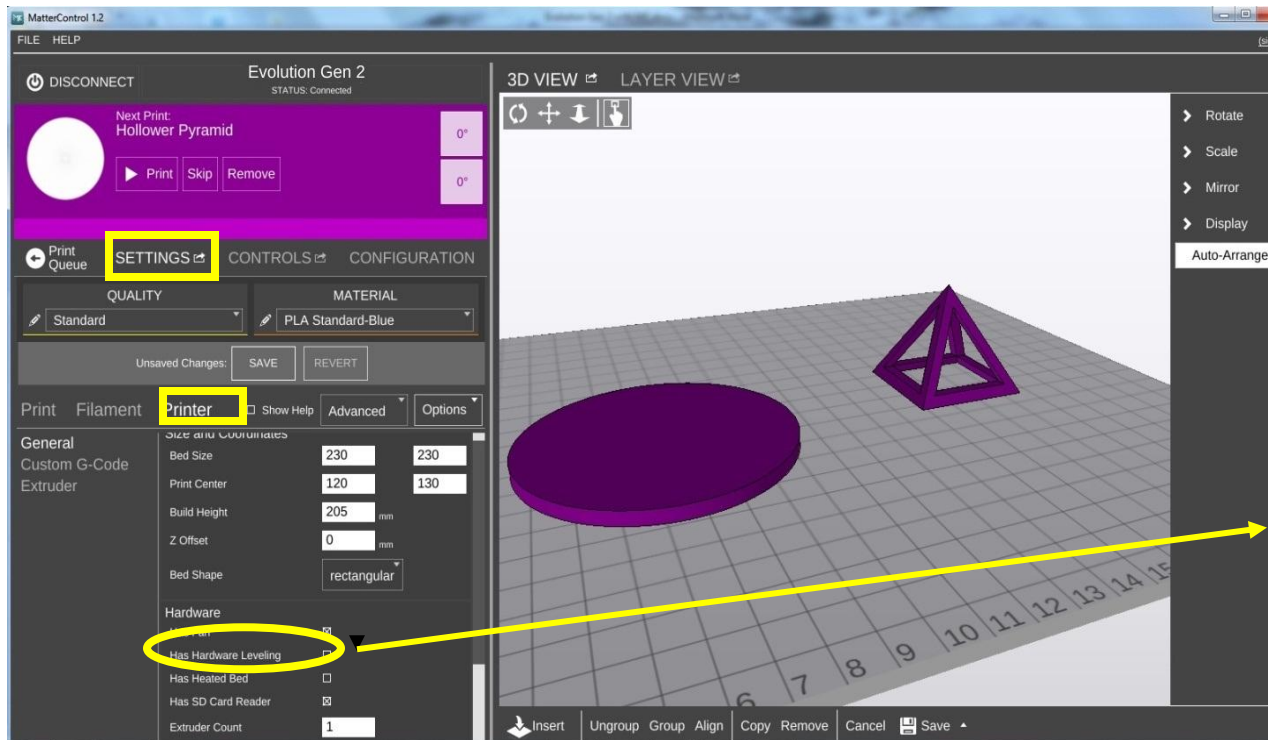 MatterControl 1.2
FILE HELP
DISCONNECT
Evolution Gen 2
STATUS: Connected
Next Print:
Hollower Pyramid
0°
Print Skip Remove
0°
Print
Queue
SETTINGS CONTROLS CONFIGURATION
QUALITY MATERIAL
Standard PLA Standard-Blue
Unsaved Changes: SAVE REVERT
Print Filament Printer Show Help Advanced Options
General
Custom G-Code
Extruder
Size and Coordinates
Bed Size 230 230
Print Center 120 130
Build Height 205 mm
Z Offset 0 mm
Bed Shape rectangular
Hardware
Has Fan
Has Hardware Leveling
Has Heated Bed
Has SD Card Reader
Extruder Count 1
3D VIEW LAYER VIEW
Rotate
Scale
Mirror
Display
Auto-Arrange
6 7 8 9 10 11 12 13 14 15
Insert Ungroup Group Align Copy Remove Cancel Save